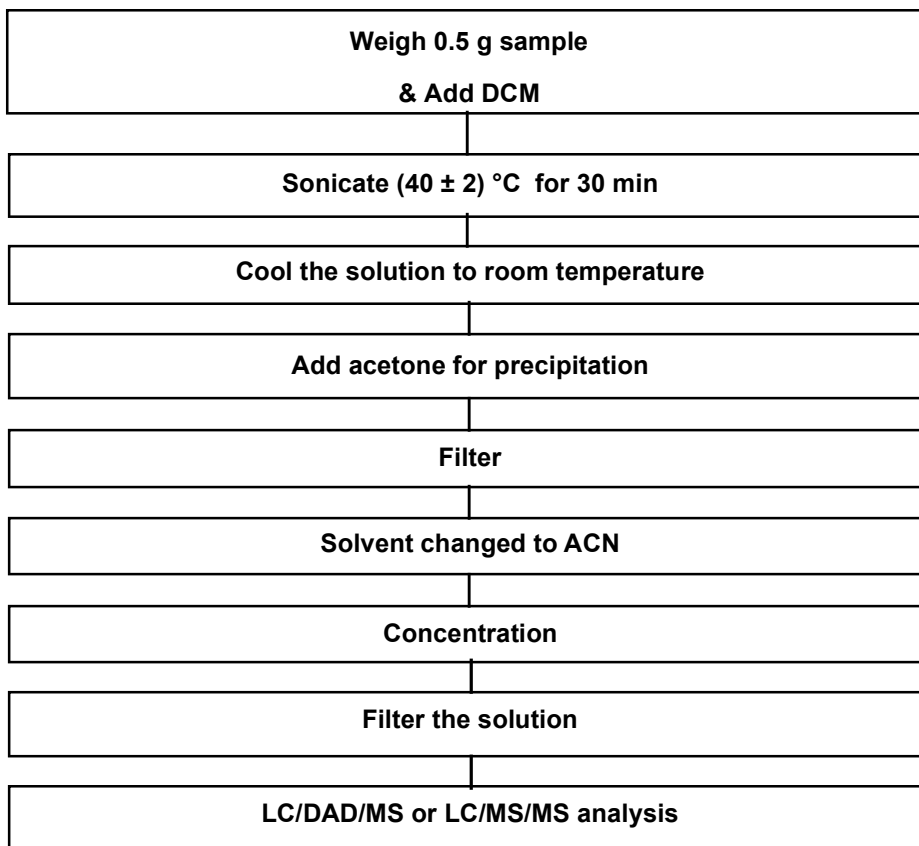 Weigh 0.5 g sample
& Add DCM
Sonicate (40 ± 2) °C for 30 min
Cool the solution to room temperature
Add acetone for precipitation
Filter
Solvent changed to ACN
Concentration
Filter the solution
LC/DAD/MS or LC/MS/MS analysis